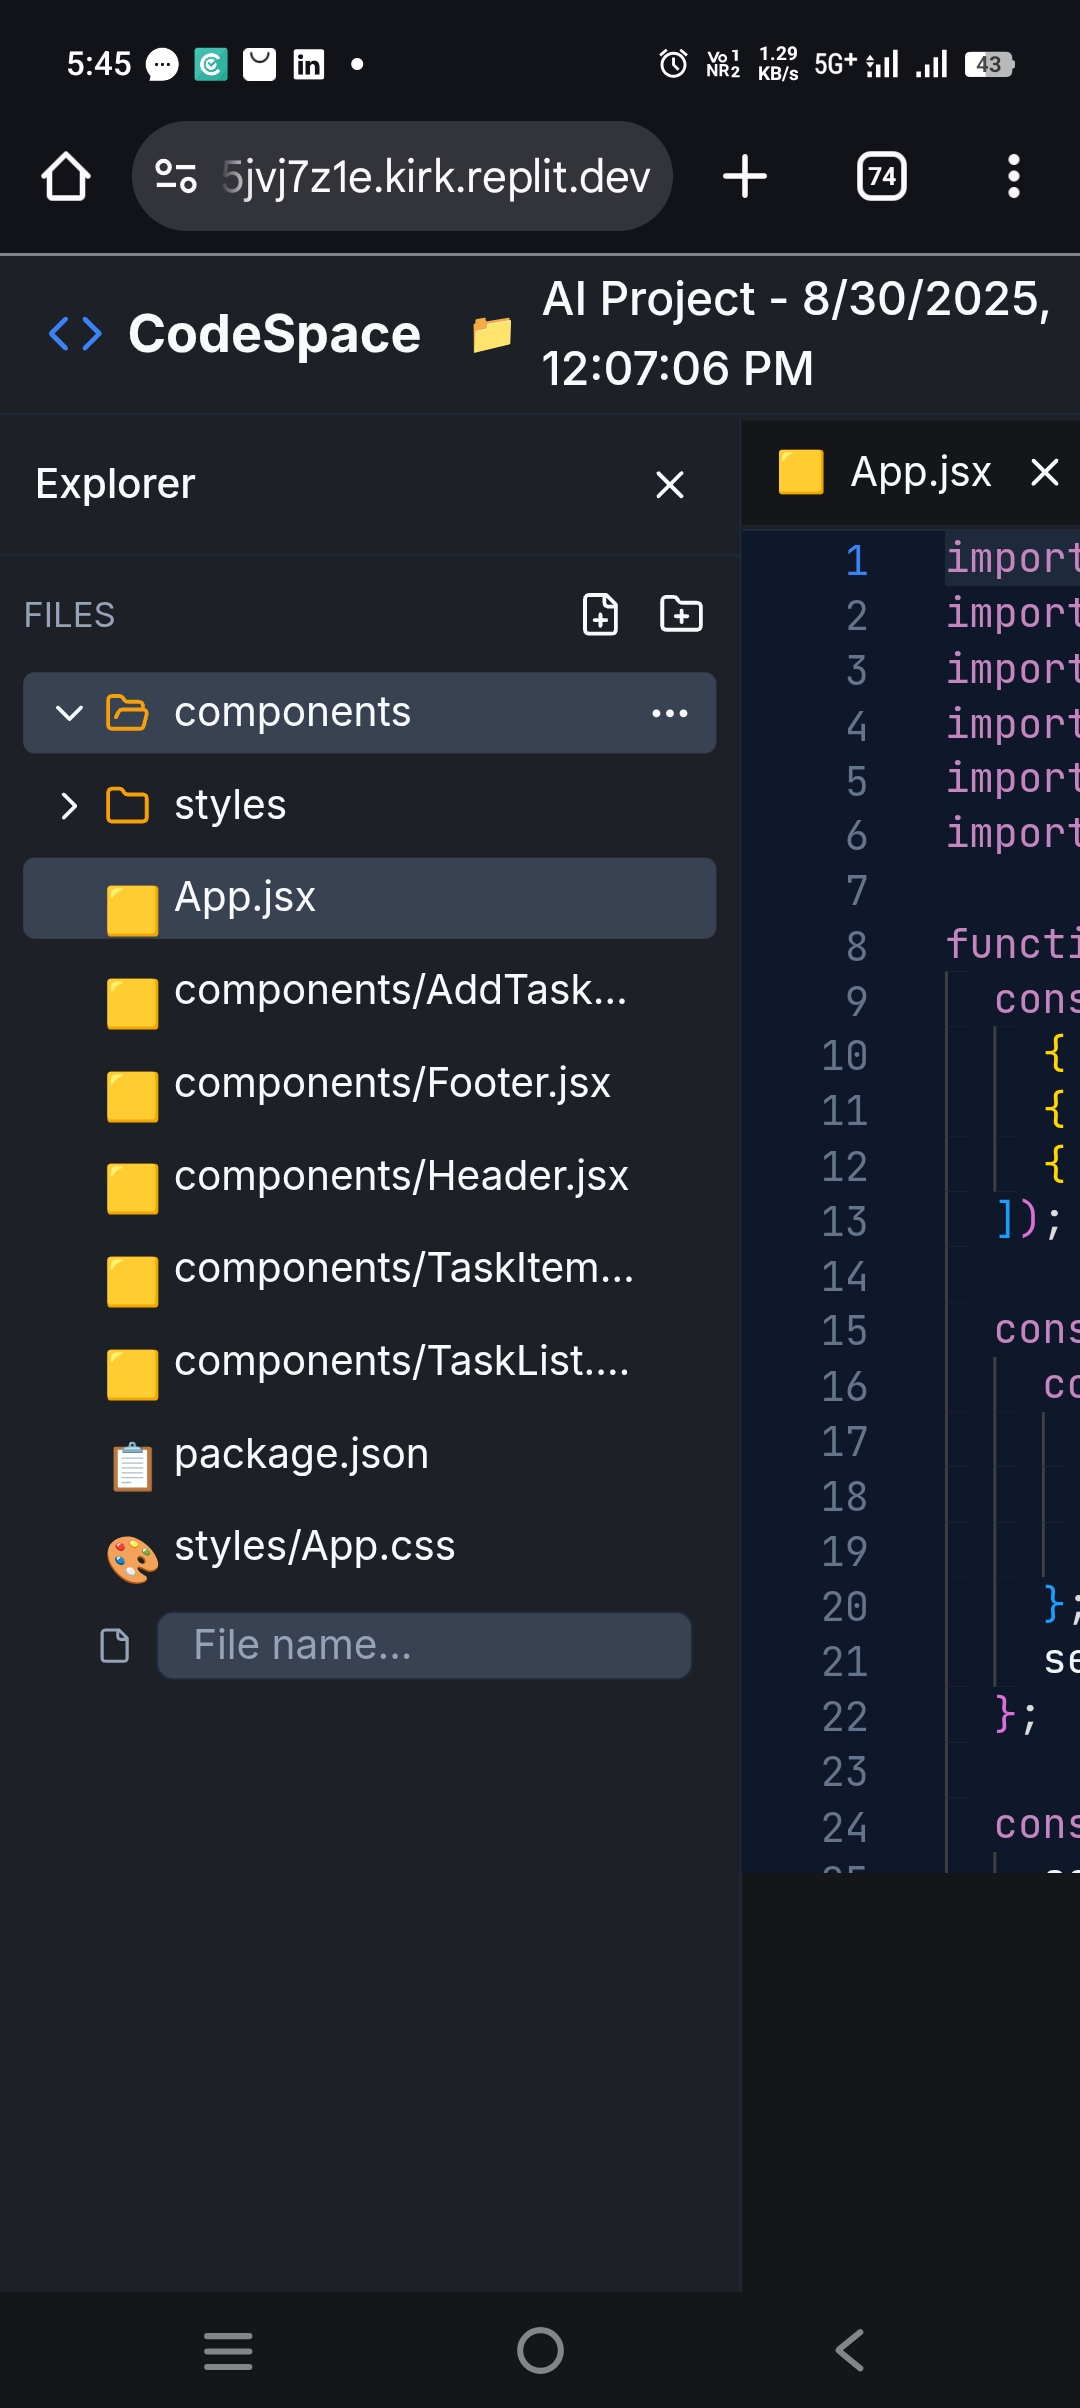 5:45
Vo 1
NR2
1.29
KB/s
5G+
43
5jvj7z1e.kirk.replit.dev
74
<> CodeSpace
AI Project - 8/30/2025,
12:07:06 PM
Explorer
App.jsx
FILES
components
styles
App.jsx
components/AddTask...
components/Footer.jsx
components/Header.jsx
components/TaskItem...
components/TaskList....
package.json
styles/App.css
File name...
1 import
2 import
3 import
4 import
5 import
6 import
7
8 functi
9 cons
10 {
11 {
12 {
13 ]);
14
15 cons
16 co
17
18
19
20 };
21 se
22 };
23
24 cons